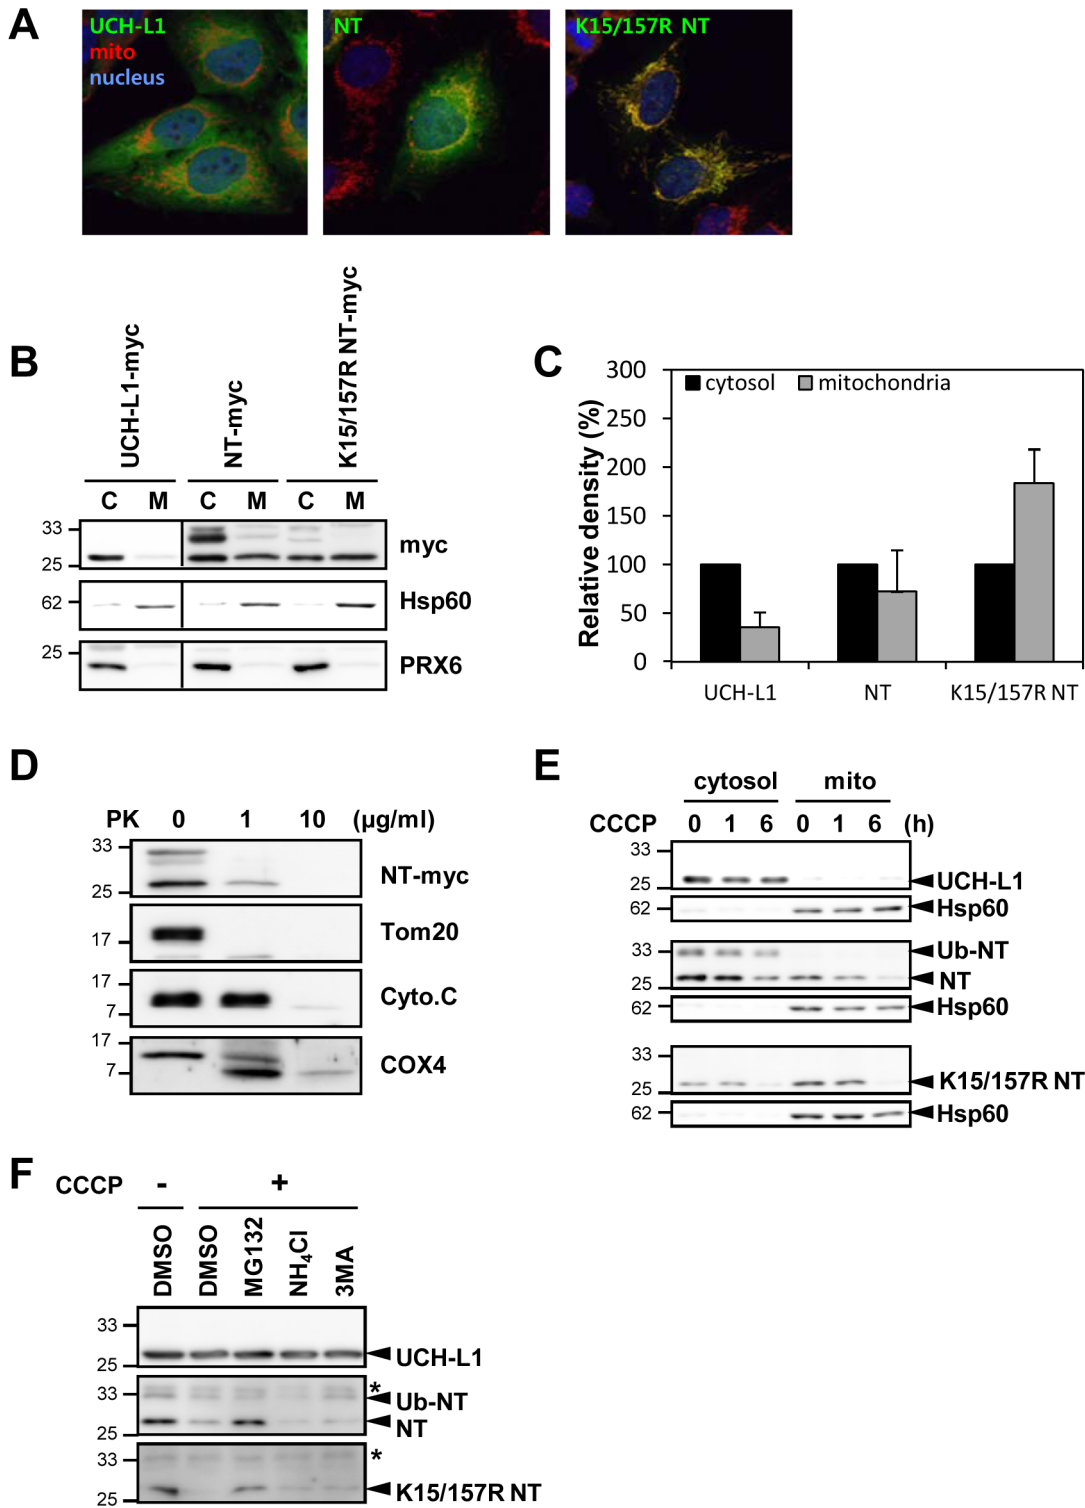 A
UCH-L1
mito
nucleus
NT
K15/157R NT
B
UCH-L1-myc
NT-myc
K15/157R NT-myc
C M C M C M
33
25
myc
62
Hsp60
25
PRX6
C
Relative density (%)
300
250
200
150
100
50
0
cytosol mitochondria
UCH-L1 NT K15/157R NT
D
PK 0 1 10 (µg/ml)
33
25
NT-myc
17
Tom20
17
7
Cyto.C
17
7
COX4
E
cytosol mito
CCCP 0 1 6 0 1 6 (h)
33
25
UCH-L1
62
Hsp60
33
25
Ub-NT
NT
62
Hsp60
33
25
K15/157R NT
62
Hsp60
F
CCCP - +
DMSO DMSO MG132 NH₄Cl 3MA
33
25
UCH-L1
33
25
*
Ub-NT
NT
33
25
*
K15/157R NT